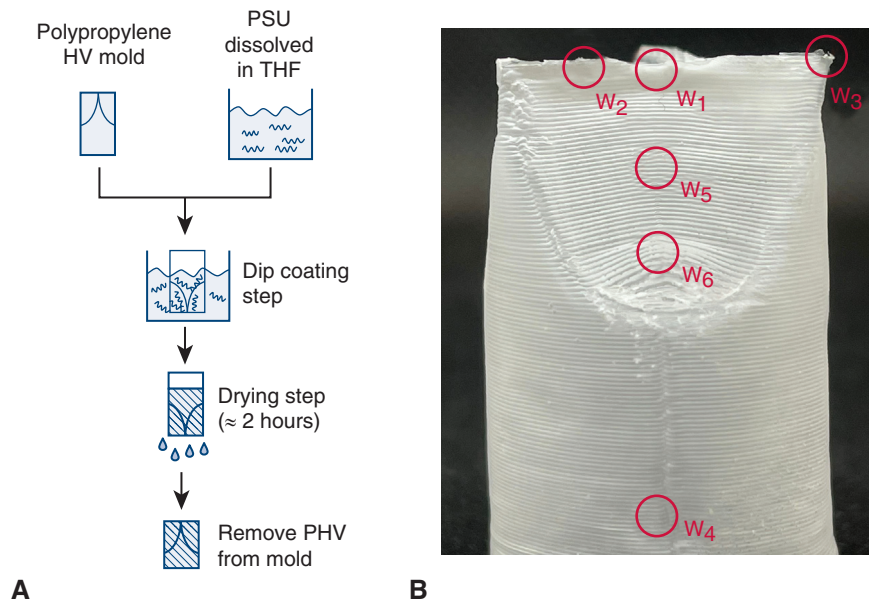 Polypropylene
HV mold
PSU
dissolved
in THF
Dip coating
step
Drying step
(≈ 2 hours)
Remove PHV
from mold
A
W2
W1
W3
W5
W6
W4
B